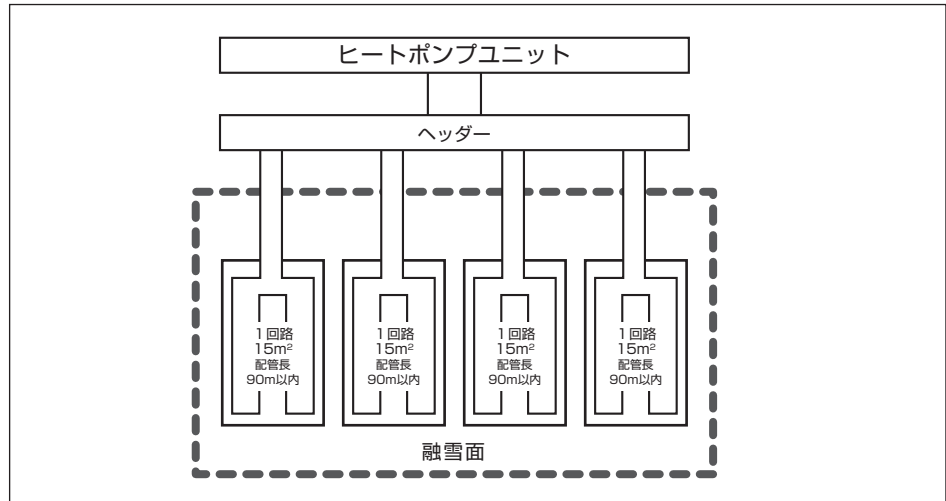 ヒートポンプユニット
ヘッダー
1回路
15m²
配管長
90m以内
1回路
15m²
配管長
90m以内
1回路
15m²
配管長
90m以内
1回路
15m²
配管長
90m以内
融雪面